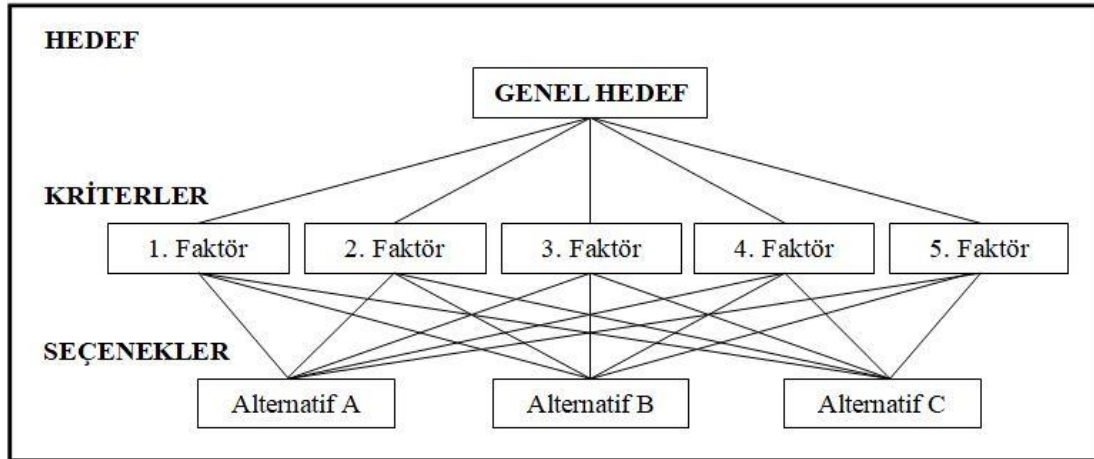 HEDEF
GENEL HEDEF
KRİTERLER
1. Faktör
2. Faktör
3. Faktör
4. Faktör
5. Faktör
SEÇENEKLER
Alternatif A
Alternatif B
Alternatif C